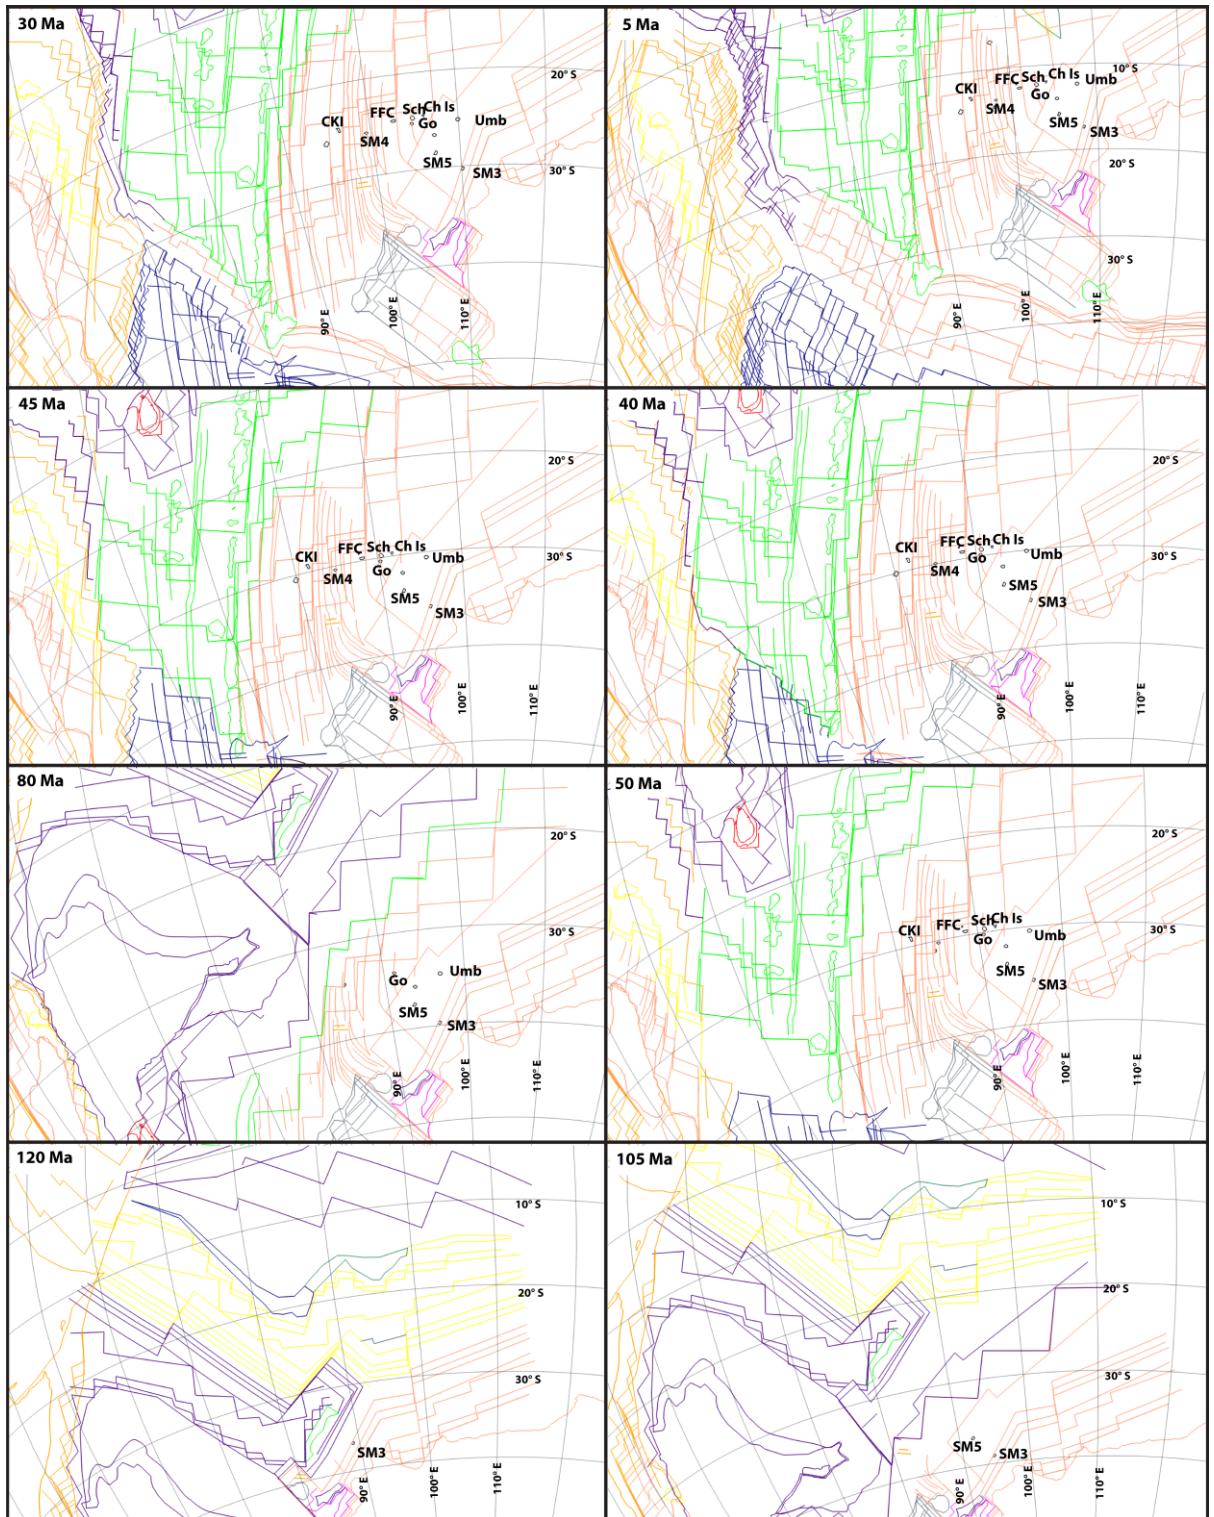 30 Ma
20° S
CKI
FFC
Sch
Ch Is
Go
Umb
SM4
SM5
SM3
30° S
90° E
100° E
110° E
5 Ma
10° S
CKI
FFC
Sch
Ch Is
Umb
Go
SM4
SM5
SM3
20° S
30° S
90° E
100° E
110° E
45 Ma
20° S
CKI
FFC
Sch
Ch Is
Umb
Go
SM4
SM5
SM3
30° S
90° E
100° E
110° E
40 Ma
20° S
CKI
FFC
Sch
Ch Is
Umb
Go
SM4
SM5
SM3
30° S
90° E
100° E
110° E
80 Ma
20° S
30° S
Go
Umb
SM5
SM3
90° E
100° E
110° E
50 Ma
20° S
CKI
FFC
Sch
Ch Is
Umb
Go
SM5
SM3
30° S
90° E
100° E
110° E
120 Ma
10° S
20° S
30° S
SM3
90° E
100° E
110° E
105 Ma
10° S
20° S
30° S
SM5
SM3
90° E
100° E
110° E